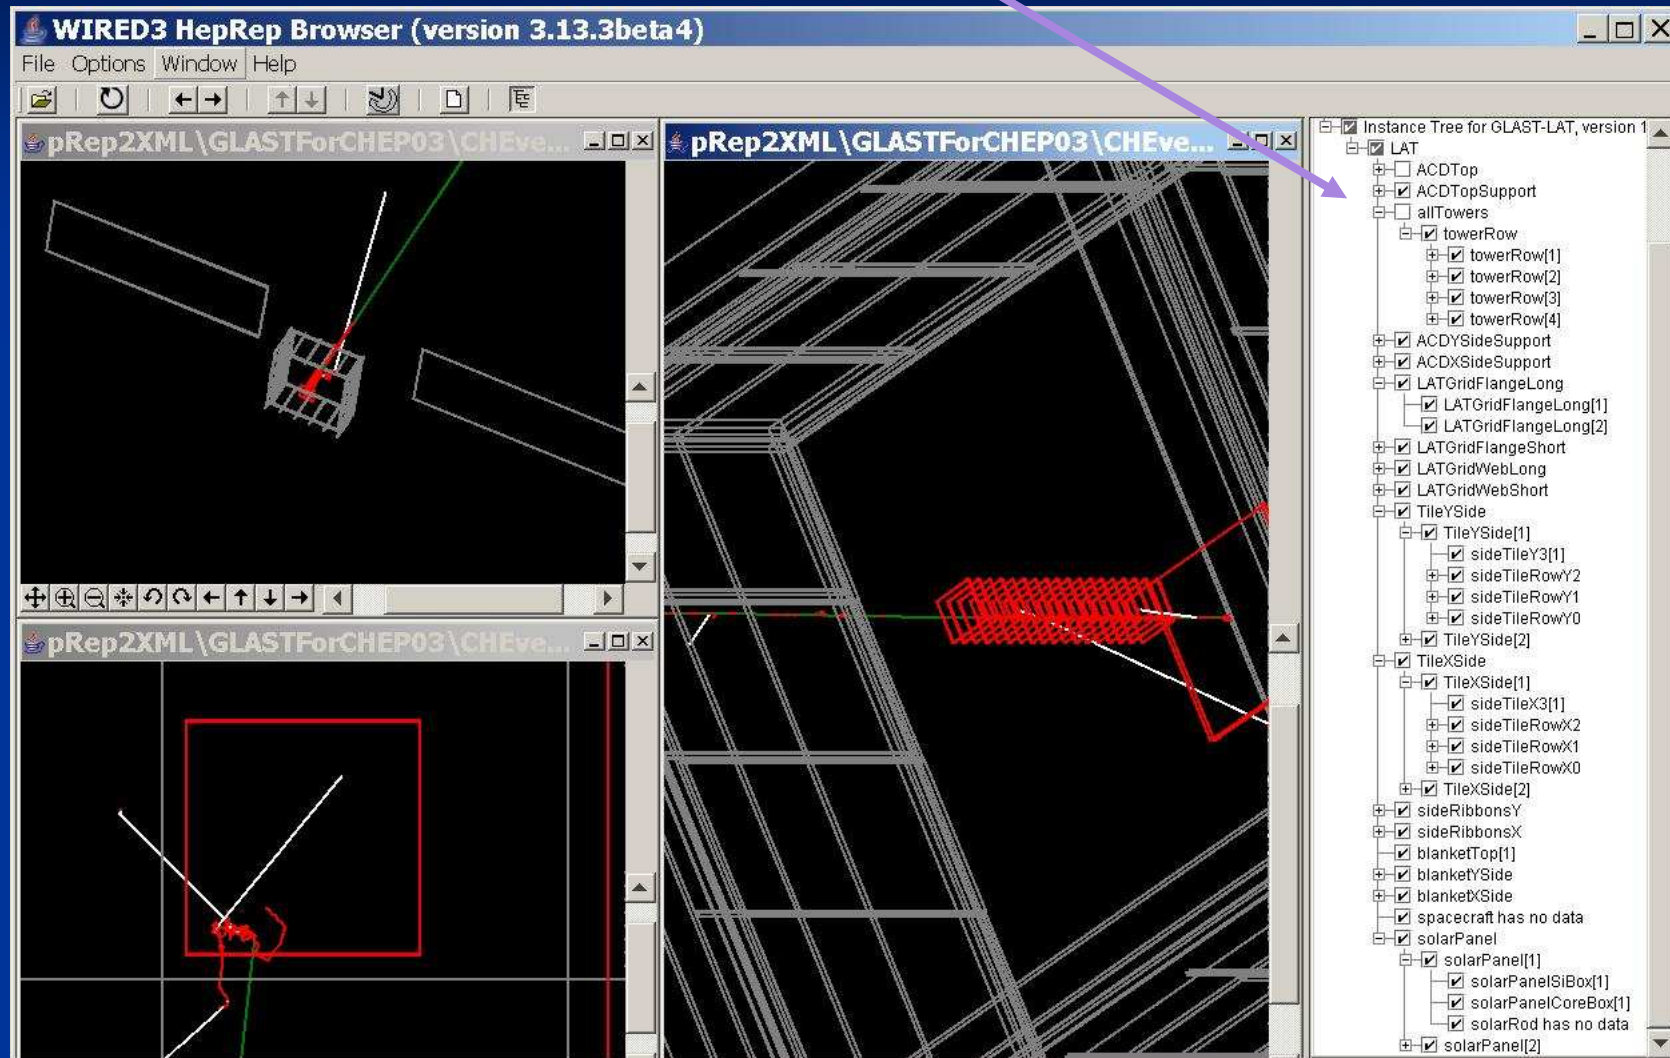 WIRED3 HepRep Browser (version 3.13.3beta4)
File Options Window Help
pRep2XML\GLASTForCHEP03\CHEve...
pRep2XML\GLASTForCHEP03\CHEve...
pRep2XML\GLASTForCHEP03\CHEve...
Instance Tree for GLAST-LAT, version 1
LAT
ACDTop
ACDTopSupport
allTowers
towerRow
towerRow[1]
towerRow[2]
towerRow[3]
towerRow[4]
ACDYSideSupport
ACDXSideSupport
LATGridFlangeLong
LATGridFlangeLong[1]
LATGridFlangeLong[2]
LATGridFlangeShort
LATGridWebLong
LATGridWebShort
TileYSide
TileYSide[1]
sideTileY3[1]
sideTileRowY2
sideTileRowY1
sideTileRowY0
TileYSide[2]
TileXSide
TileXSide[1]
sideTileX3[1]
sideTileRowX2
sideTileRowX1
sideTileRowX0
TileXSide[2]
sideRibbonsY
sideRibbonsX
blanketTop[1]
blanketYSide
blanketXSide
spacecraft has no data
solarPanel
solarPanel[1]
solarPanelSiBox[1]
solarPanelCoreBox[1]
solarRod has no data
solarPanel[2]